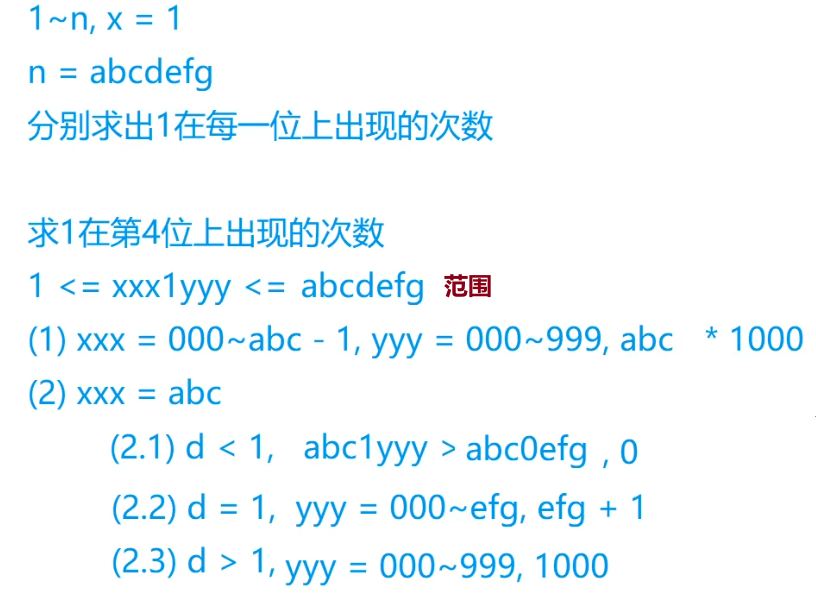 1~n, x = 1
n = abcdefg
分别求出1在每一位上出现的次数
求1在第4位上出现的次数
1 <= xxx1yyy <= abcdefg 范围
(1) xxx = 000~abc - 1, yyy = 000~999, abc * 1000
(2) xxx = abc
(2.1) d < 1, abc1yyy > abc0efg , 0
(2.2) d = 1, yyy = 000~efg, efg + 1
(2.3) d > 1, yyy = 000~999, 1000